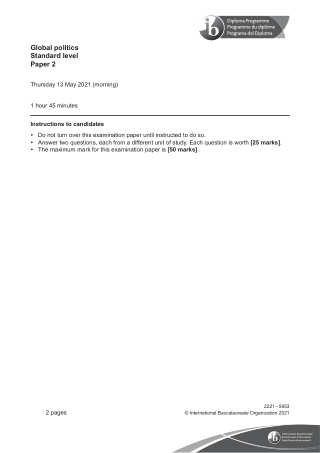 Diploma Programme
Programme du diplôme
Programa del Diploma
Global politics
Standard level
Paper 2
Thursday 13 May 2021 (morning)
1 hour 45 minutes
Instructions to candidates
• Do not turn over this examination paper until instructed to do so.
• Answer two questions, each from a different unit of study. Each question is worth [25 marks].
• The maximum mark for this examination paper is [50 marks].
2 pages
2221 – 5953
© International Baccalaureate Organization 2021